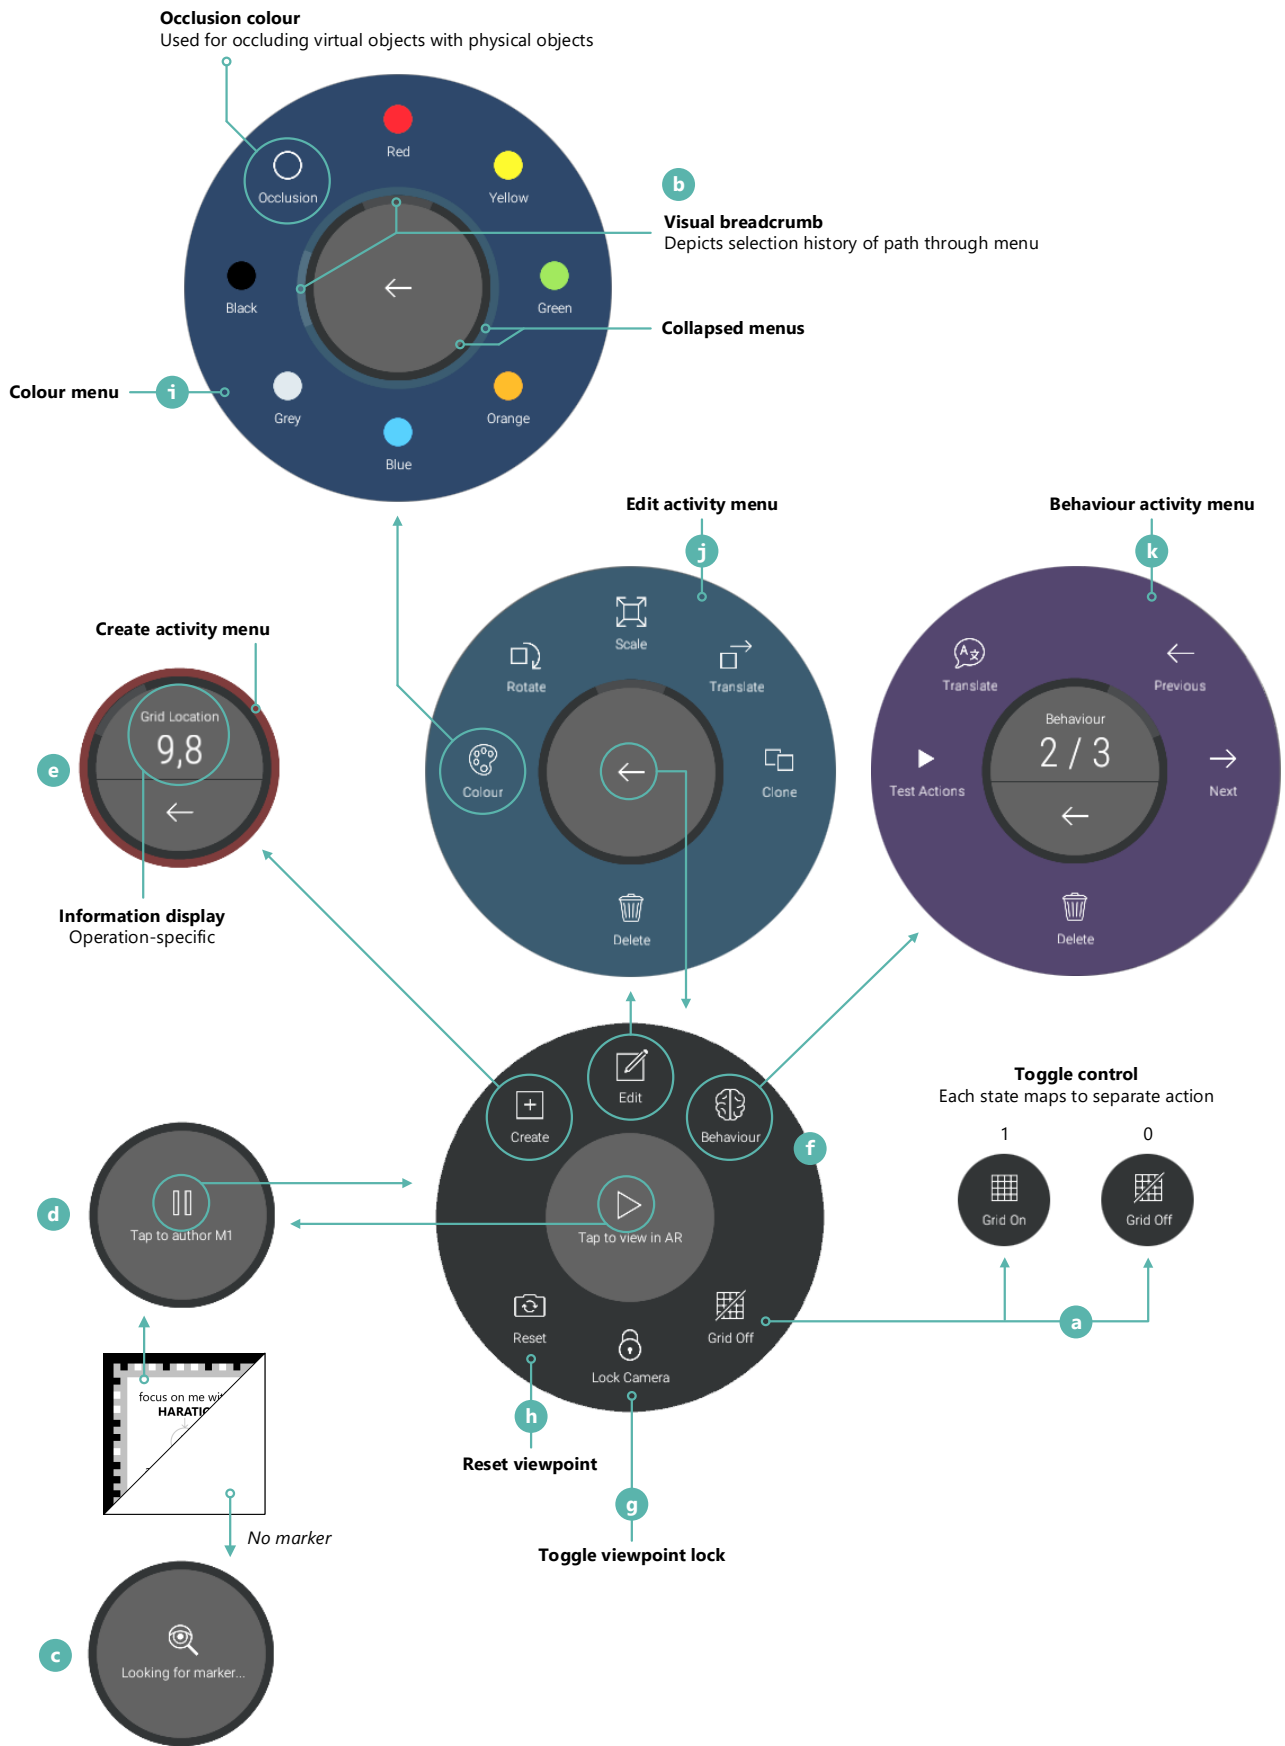 Occlusion colour
Used for occluding virtual objects with physical objects
Red
Occlusion
Yellow
b
Visual breadcrumb
Depicts selection history of path through menu
Black
Green
Collapsed menus
Colour menu
i
Grey
Orange
Blue
Edit activity menu
j
Behaviour activity menu
k
Create activity menu
Scale
Rotate
Translate
Colour
Clone
Delete
Translate
Previous
Behaviour
2 / 3
Test Actions
Next
Delete
Grid Location
9,8
e
Information display
Operation-specific
Create
Edit
Behaviour
f
Tap to view in AR
Reset
Lock Camera
Grid Off
Toggle control
Each state maps to separate action
1
0
Grid On
Grid Off
a
d
Tap to author M1
focus on me
HARATIO
h
Reset viewpoint
g
Toggle viewpoint lock
No marker
c
Looking for marker...